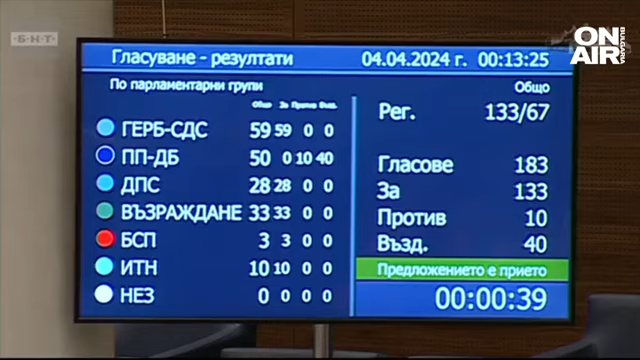 БНТ
ON AIR BULGARIA
Гласуване - резултати 04.04.2024 г. 00:13:25
По парламентарни групи
Общо За Против Възд.
ГЕРБ-СДС 59 59 0 0
ПП-ДБ 50 0 10 40
ДПС 28 28 0 0
ВЪЗРАЖДАНЕ 33 33 0 0
БСП 3 3 0 0
ИТН 10 10 0 0
НЕЗ 0 0 0 0
Общо
Рег. 133/67
Гласове 183
За 133
Против 10
Възд. 40
Предложението е прието
00:00:39